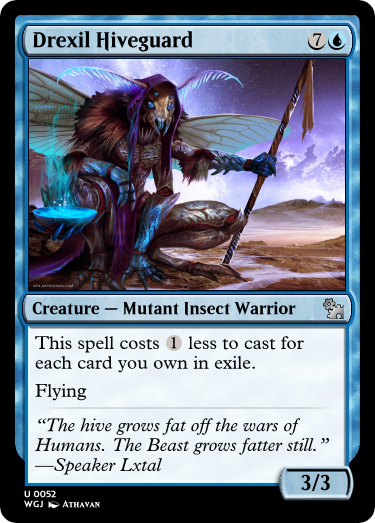 Drexil Hiveguard 7
This spell costs 1 less to cast for
each card you own in exile.
Flying
"The hive grows fat off the wars of
Humans. The Beast grows fatter still."
—Speaker Lxtal
Creature — Mutant Insect Warrior
3/3
U 0052
WGJ Athavan